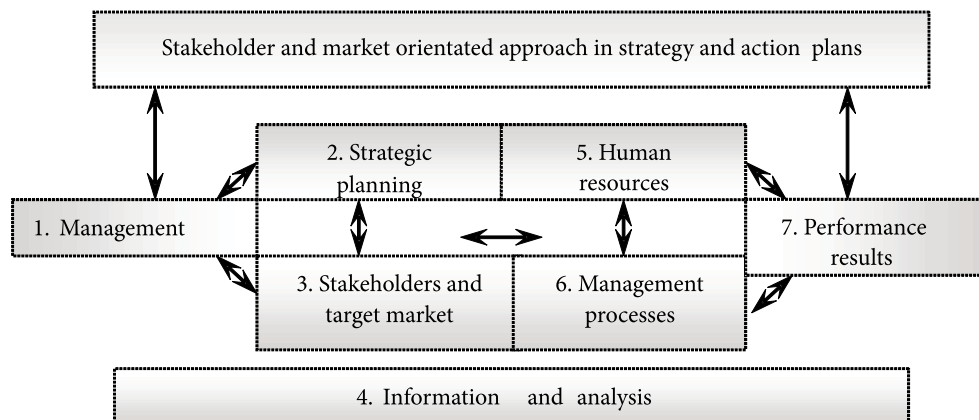 Stakeholder and market orientated approach in strategy and action plans
2. Strategic
planning
5. Human
resources
1. Management
7. Performance
results
3. Stakeholders and
target market
6. Management
processes
4. Information and analysis